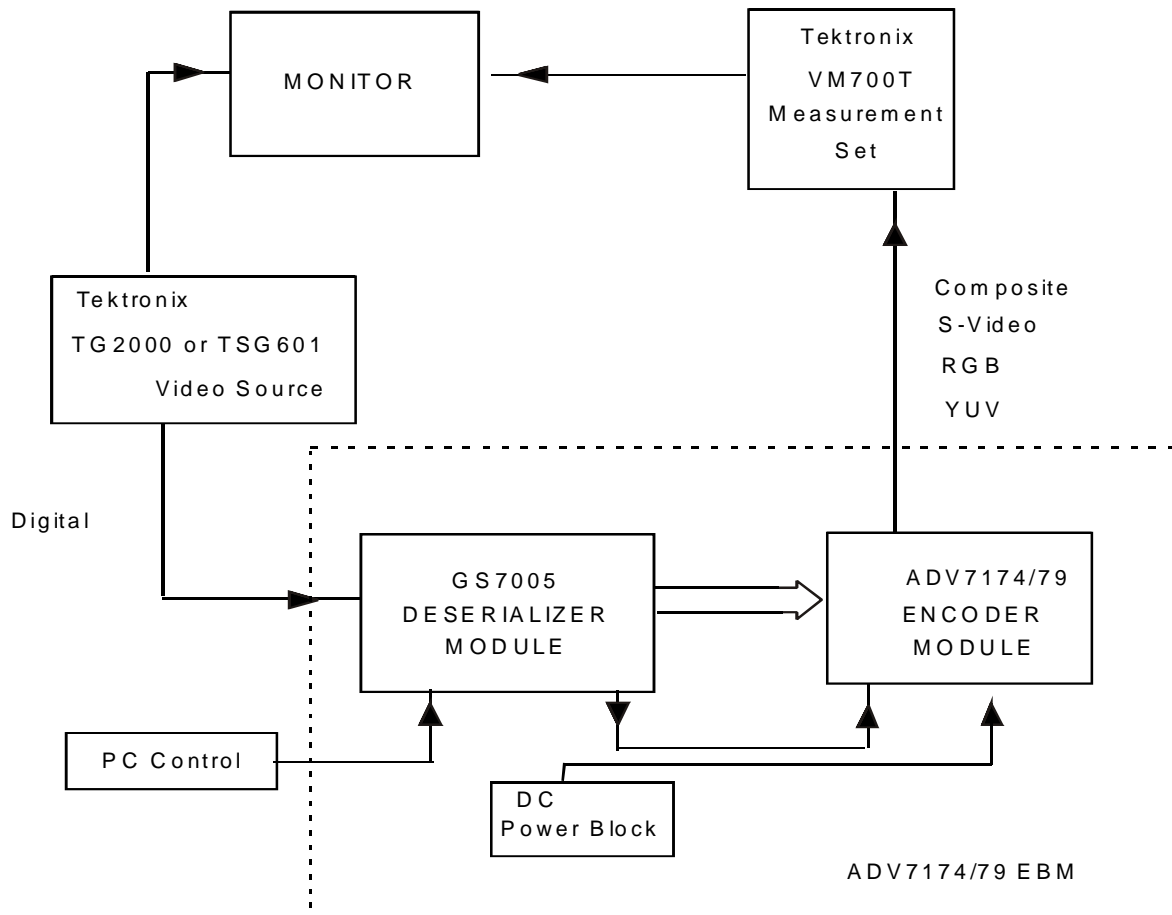 MONITOR
Tektronix
VM700T
Measurement
Set
Tektronix
TG2000 or TSG601
Video Source
Composite
S-Video
RGB
YUV
Digital
GS7005
DESERIALIZER
MODULE
ADV7174/79
ENCODER
MODULE
PC Control
DC
Power Block
ADV7174/79 EBM